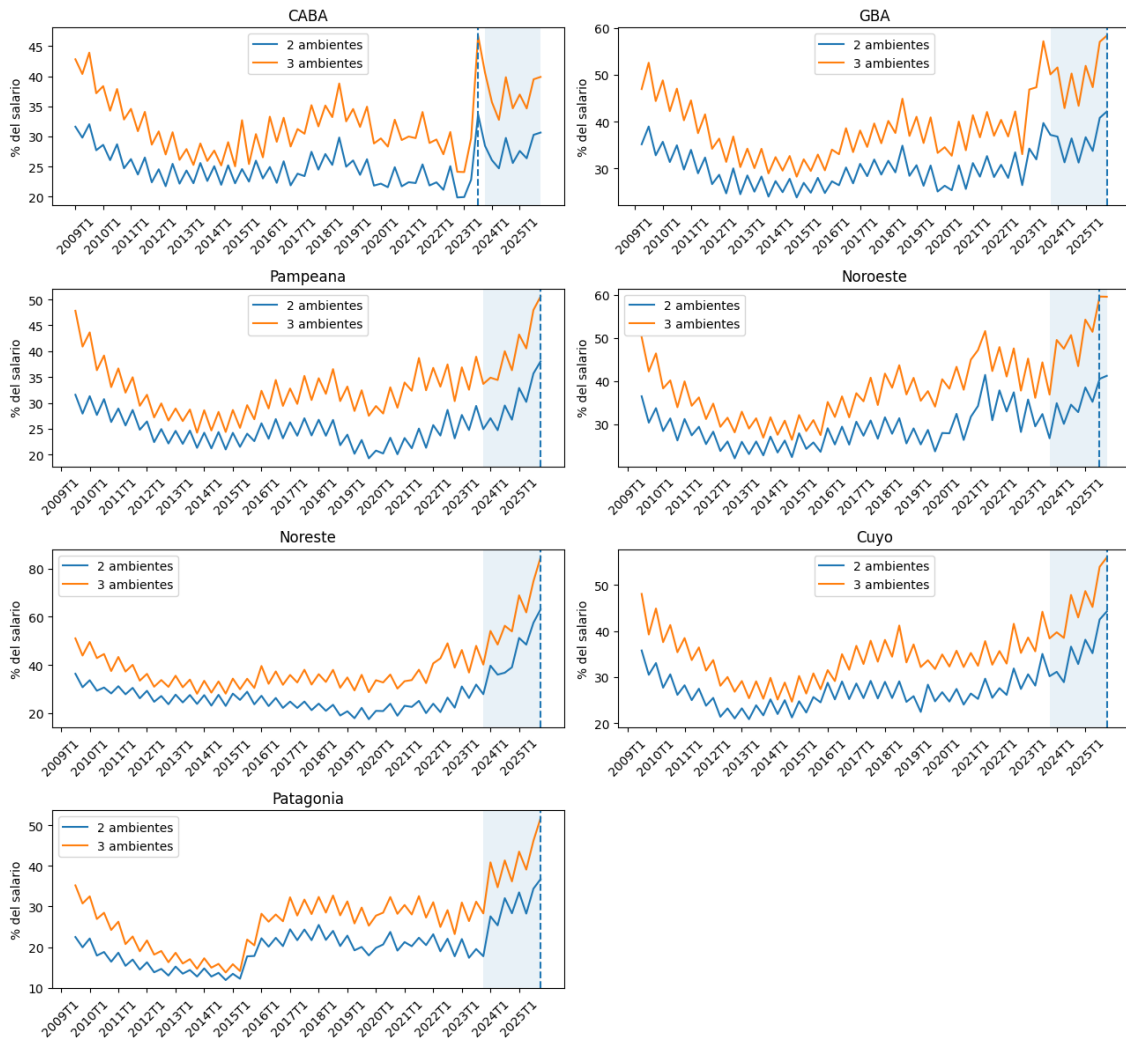 CABA
% del salario
45
40
35
30
25
20
2 ambientes
3 ambientes
2009T1
2010T1
2011T1
2012T1
2013T1
2014T1
2015T1
2016T1
2017T1
2018T1
2019T1
2020T1
2021T1
2022T1
2023T1
2024T1
2025T1
GBA
% del salario
60
50
40
30
2 ambientes
3 ambientes
2009T1
2010T1
2011T1
2012T1
2013T1
2014T1
2015T1
2016T1
2017T1
2018T1
2019T1
2020T1
2021T1
2022T1
2023T1
2024T1
2025T1
Pampeana
% del salario
50
45
40
35
30
25
20
2 ambientes
3 ambientes
2009T1
2010T1
2011T1
2012T1
2013T1
2014T1
2015T1
2016T1
2017T1
2018T1
2019T1
2020T1
2021T1
2022T1
2023T1
2024T1
2025T1
Noroeste
% del salario
60
50
40
30
2 ambientes
3 ambientes
2009T1
2010T1
2011T1
2012T1
2013T1
2014T1
2015T1
2016T1
2017T1
2018T1
2019T1
2020T1
2021T1
2022T1
2023T1
2024T1
2025T1
Noreste
% del salario
80
60
40
20
2 ambientes
3 ambientes
2009T1
2010T1
2011T1
2012T1
2013T1
2014T1
2015T1
2016T1
2017T1
2018T1
2019T1
2020T1
2021T1
2022T1
2023T1
2024T1
2025T1
Cuyo
% del salario
50
40
30
20
2 ambientes
3 ambientes
2009T1
2010T1
2011T1
2012T1
2013T1
2014T1
2015T1
2016T1
2017T1
2018T1
2019T1
2020T1
2021T1
2022T1
2023T1
2024T1
2025T1
Patagonia
% del salario
50
40
30
20
10
2 ambientes
3 ambientes
2009T1
2010T1
2011T1
2012T1
2013T1
2014T1
2015T1
2016T1
2017T1
2018T1
2019T1
2020T1
2021T1
2022T1
2023T1
2024T1
2025T1